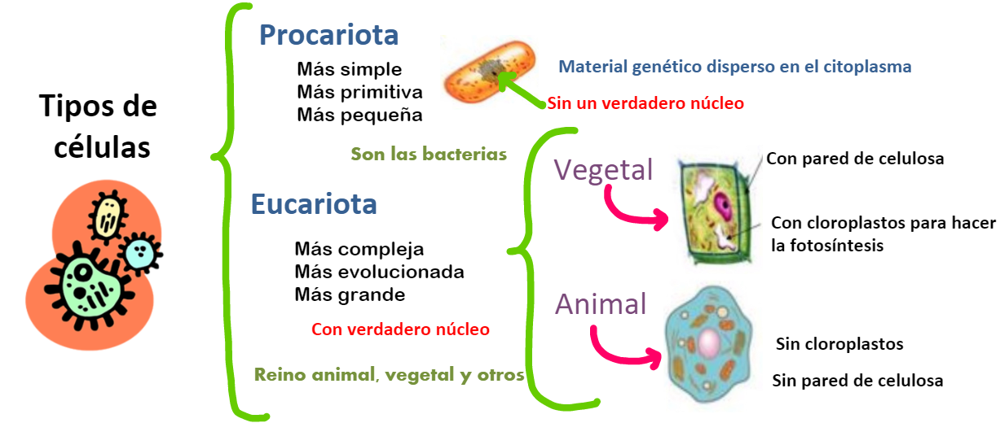 Tipos de
células
Procariota
Más simple
Más primitiva
Más pequeña
Material genético disperso en el citoplasma
Sin un verdadero núcleo
Son las bacterias
Eucariota
Más compleja
Más evolucionada
Más grande
Con verdadero núcleo
Reino animal, vegetal y otros
Vegetal
Con pared de celulosa
Con cloroplastos para hacer
la fotosíntesis
Animal
Sin cloroplastos
Sin pared de celulosa